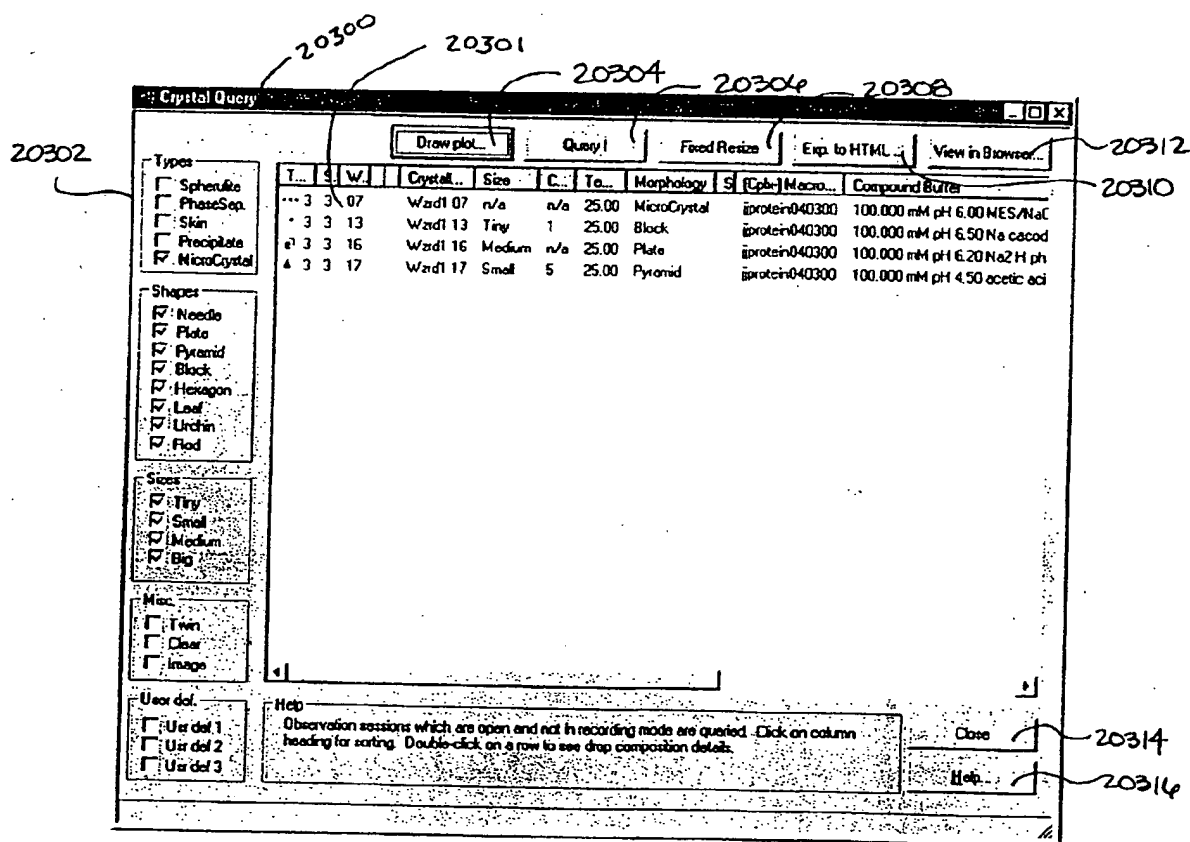 20300
20301
20304
20306
20308
Crystal Query
20302
Draw plot...
Query!
Fixed Resize
Exp. to HTML...
View in Browser...
20312
20310
Types
Spherulite
PhaseSep.
Skin
Precipitate
MicroCrystal
T... S W. Crystall... Size C... Te... Morphology S [Cpbr] Macro... Compound Buffer
3 3 07 Wzrd1 07 n/a n/a 25.00 MicroCrystal jjprotein040300 100.000 mM pH 6.00 MES/NaO
3 3 13 Wzrd1 13 Tiny 1 25.00 Block jjprotein040300 100.000 mM pH 6.50 Na cacod
3 3 16 Wzrd1 16 Medium n/a 25.00 Plate jjprotein040300 100.000 mM pH 6.20 Na2 H ph
3 3 17 Wzrd1 17 Small 5 25.00 Pyramid jjprotein040300 100.000 mM pH 4.50 acetic aci
Shapes
Needle
Plate
Pyramid
Block
Hexagon
Leaf
Urchin
Rod
Sizes
Tiny
Small
Medium
Big
Misc.
Twin
Clear
Image
User def.
Usr def 1
Usr def 2
Usr def 3
Help
Observation sessions which are open and not in recording mode are queried. Click on column
heading for sorting. Double-click on a row to see drop composition details.
Close
20314
Help...
20316